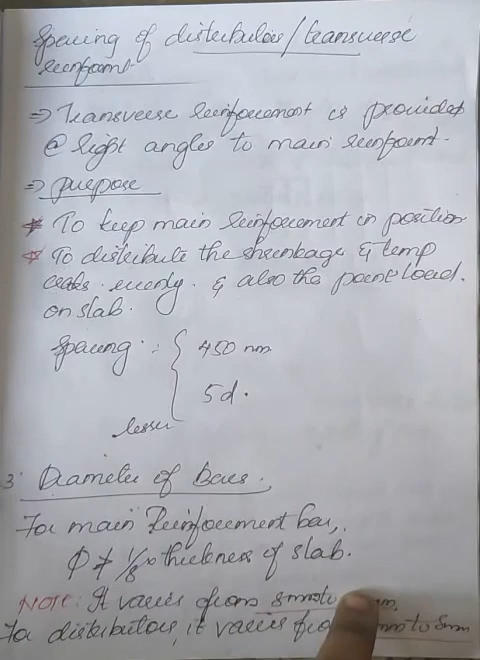 Spacing of distributors/transverse
reinforcement.
⇒ Transverse reinforcement is provided
@ right angles to main reinforcement.
⇒ purpose
* To keep main reinforcement in position
* To distribute the shrinkage & temp
cracks evenly & also the point load.
on slab.
Spacing : { 450 mm
5d.
lesser
3. Diameter of Bars.
For main Reinforcement bar,
φ ≯ 1/8 th thickness of slab.
NOTE: It varies from 8mm to mm.
For distributors, it varies mm to 8mm